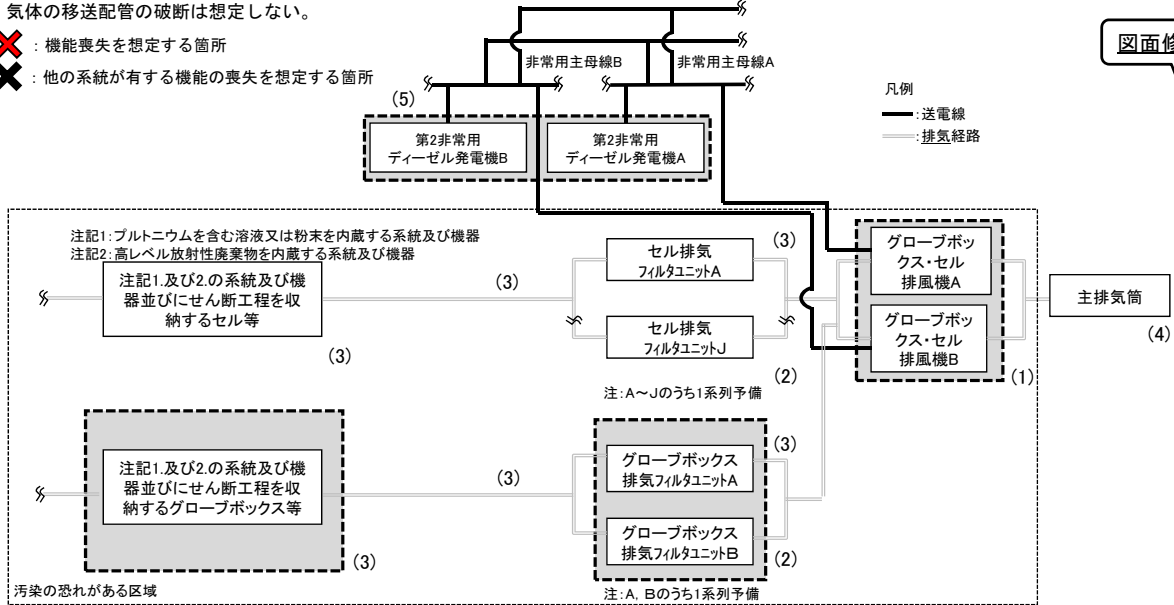 気体の移送配管の破断は想定しない。
：機能喪失を想定する箇所
：他の系統が有する機能の喪失を想定する箇所
図面修
非常用主母線B
非常用主母線A
凡例
:送電線
:排気経路
(5)
第2非常用
ディーゼル発電機B
第2非常用
ディーゼル発電機A
注記1:プルトニウムを含む溶液又は粉末を内蔵する系統及び機器
注記2:高レベル放射性廃棄物を内蔵する系統及び機器
注記1.及び2.の系統及び機
器並びにせん断工程を収
納するセル等
(3)
(3)
セル排気
フィルタユニットA
(3)
セル排気
フィルタユニットJ
(2)
注:A～Jのうち1系列予備
グローブボッ
クス・セル
排風機A
グローブボッ
クス・セル
排風機B
(1)
主排気筒
(4)
注記1.及び2.の系統及び機
器並びにせん断工程を収
納するグローブボックス等
(3)
(3)
グローブボックス
排気フィルタユニットA
(3)
グローブボックス
排気フィルタユニットB
(2)
注:A, Bのうち1系列予備
汚染の恐れがある区域